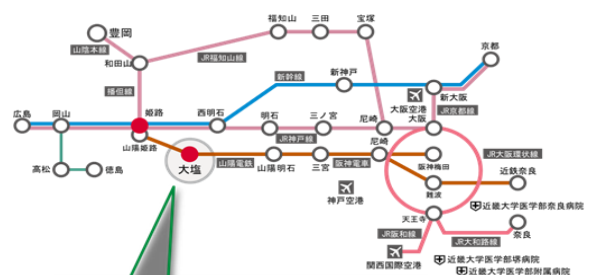 福知山
三田
宝塚
豊岡
京都
山陰本線
JR福知山線
和田山
新神戸
新幹線
播但線
新大阪
大阪空港
広島
岡山
姫路
西明石
明石
三ノ宮
尼崎
大阪
JR京都線
JR神戸線
山陽姫路
尼崎
JR大阪環状線
大塩
山陽電鉄
山陽明石
三宮
阪神電車
阪神梅田
近鉄奈良
高松
徳島
難波
神戸空港
近畿大学医学部奈良病院
天王寺
JR阪和線
奈良
JR大和路線
関西国際空港
近畿大学医学部堺病院
近畿大学医学部附属病院